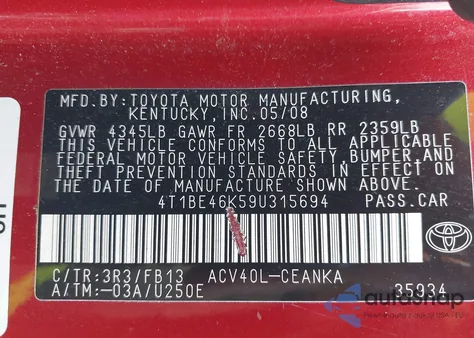 MFD.BY:TOYOTA MOTOR MANUFACTURING,
KENTUCKY,INC.05/08
GVWR 4345LB GAWR FR 2668LB RR 2359LB
THIS VEHICLE CONFORMS TO ALL APPLICABLE
FEDERAL MOTOR VEHICLE SAFETY,BUMPER,AND
THEFT PREVENTION STANDARDS IN EFFECT ON
THE DATE OF MANUFACTURE SHOWN ABOVE.
4T1BE46K59U315694 PASS.CAR
C/TR:3R3/FB13 ACV40L-CEANKA
A/TM:-03A/U250E 35934
TOYOTA
autosnap